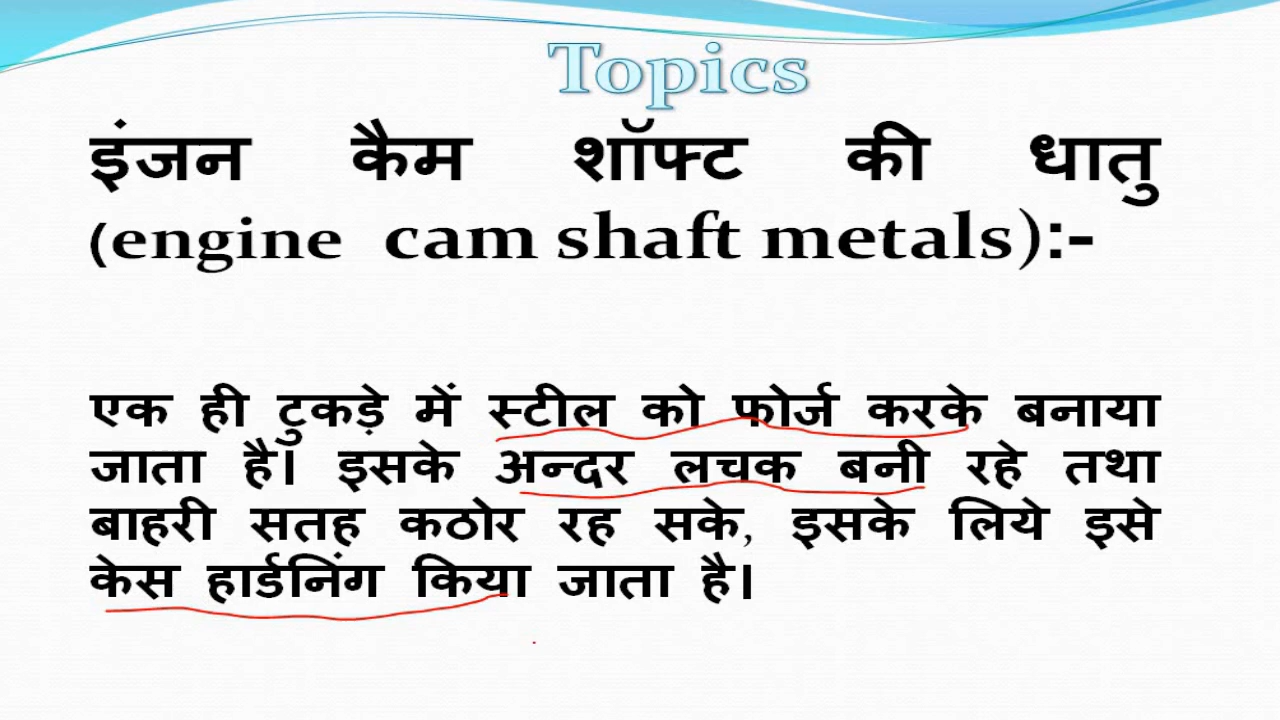 Topics
इंजन कैम शॉफ्ट की धातु
(engine cam shaft metals):-
एक ही टुकड़े में स्टील को फोर्ज करके बनाया
जाता है। इसके अन्दर लचक बनी रहे तथा
बाहरी सतह कठोर रह सके, इसके लिये इसे
केस हार्डनिंग किया जाता है।